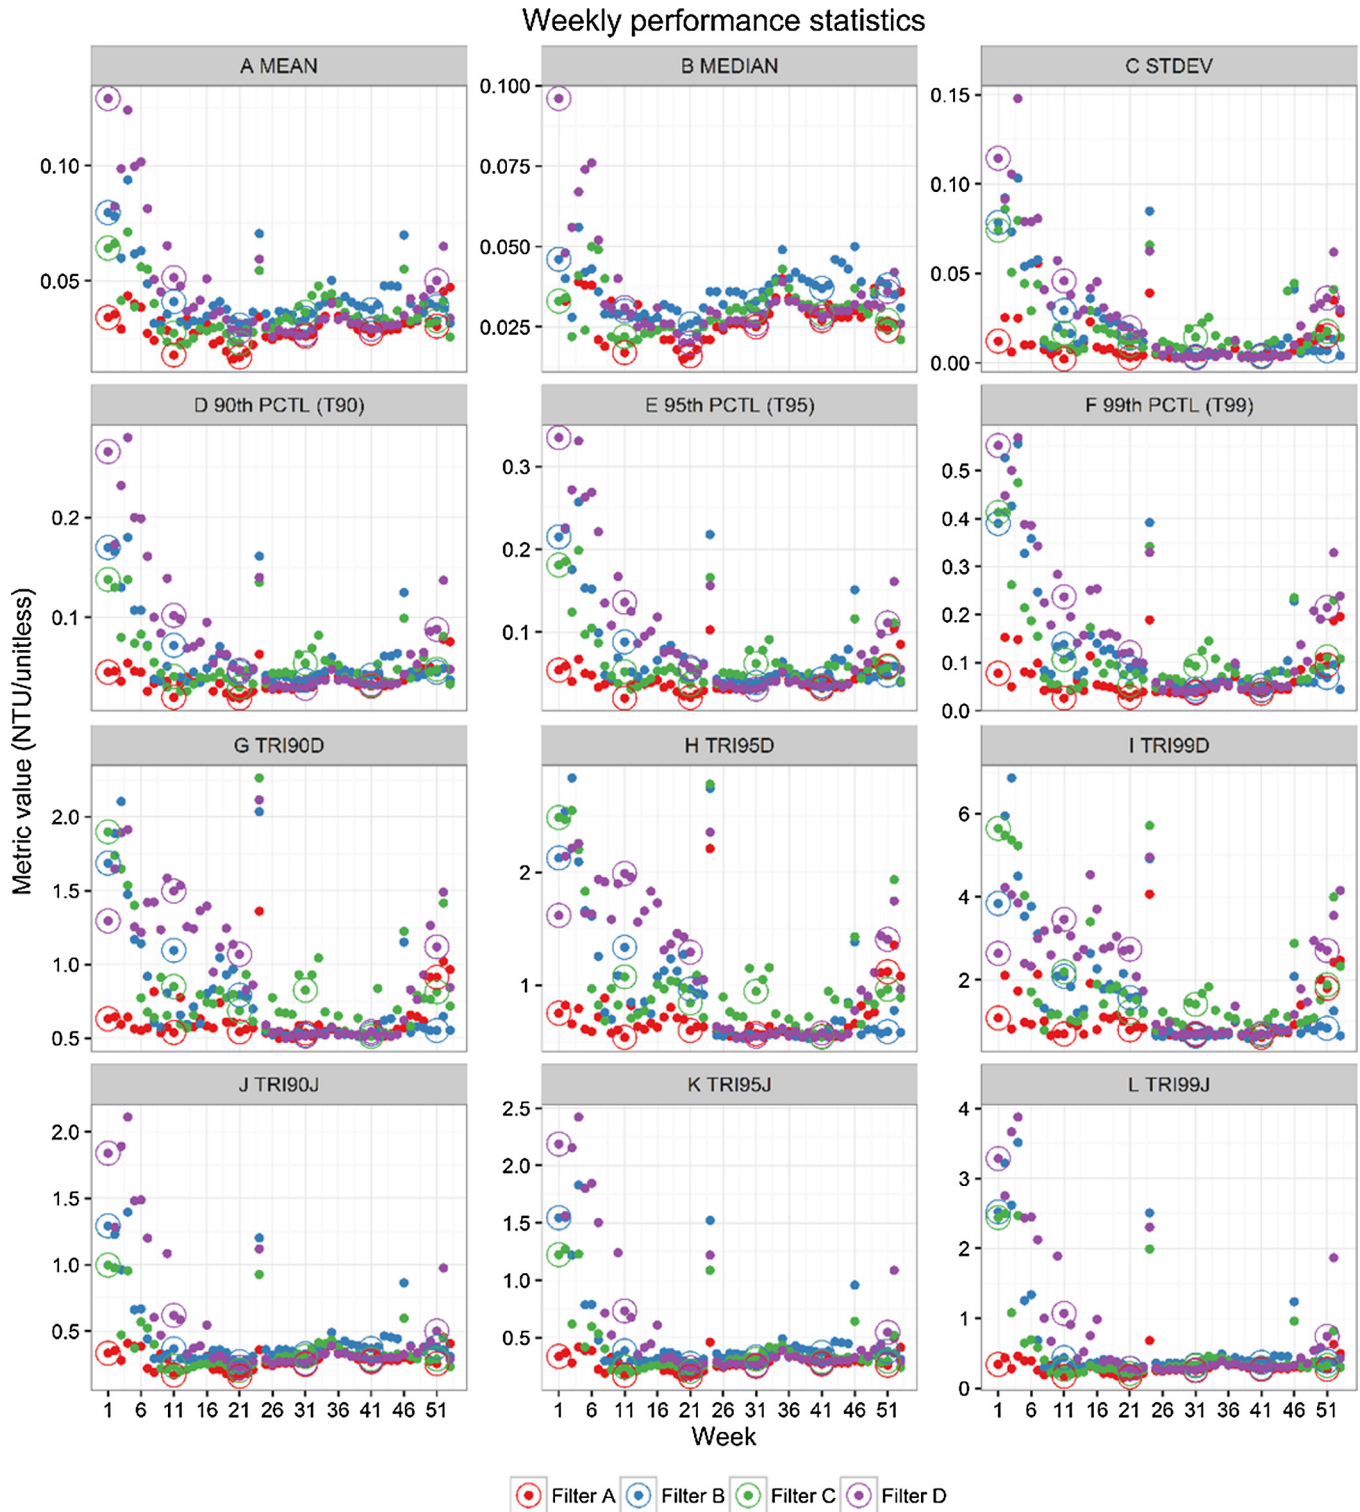 Weekly performance statistics
A MEAN
B MEDIAN
C STDEV
0.10
0.05
0.100
0.075
0.050
0.025
0.15
0.10
0.05
0.00
D 90th PCTL (T90)
E 95th PCTL (T95)
F 99th PCTL (T99)
0.2
0.1
0.3
0.2
0.1
0.5
0.4
0.3
0.2
0.1
0.0
Metric value (NTU/unitless)
G TRI90D
H TRI95D
I TRI99D
2.0
1.5
1.0
0.5
2
1
6
4
2
J TRI90J
K TRI95J
L TRI99J
2.0
1.5
1.0
0.5
2.5
2.0
1.5
1.0
0.5
4
3
2
1
0
1 6 11 16 21 26 31 36 41 46 51
1 6 11 16 21 26 31 36 41 46 51
1 6 11 16 21 26 31 36 41 46 51
Week
Filter A Filter B Filter C Filter D